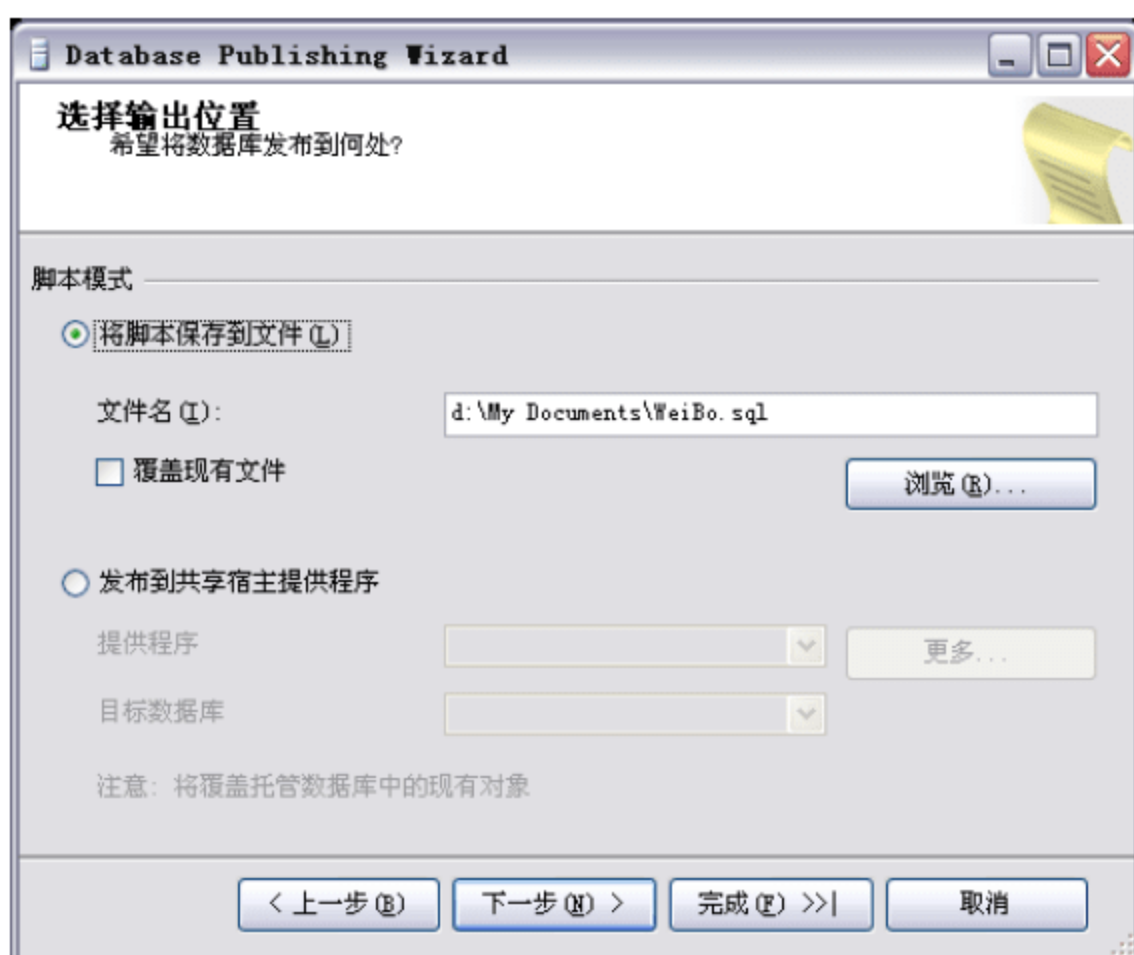 Database Publishing Wizard
选择输出位置
希望将数据库发布到何处?
脚本模式
将脚本保存到文件(L)
文件名(I): d:\My Documents\WeiBo.sql
覆盖现有文件
浏览(R)...
发布到共享宿主提供程序
提供程序
更多...
目标数据库
注意: 将覆盖托管数据库中的现有对象
< 上一步(B) 下一步(N) > 完成(F) >>| 取消